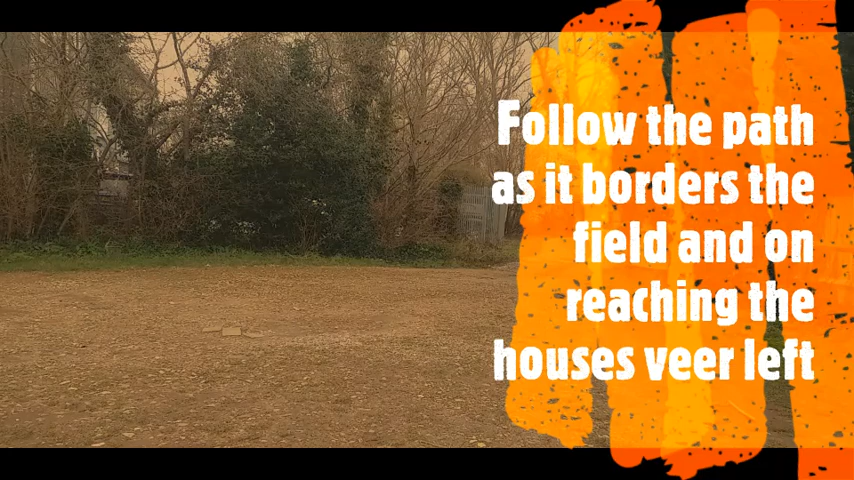 Follow the path
as it borders the
field and on
reaching the
houses veer left